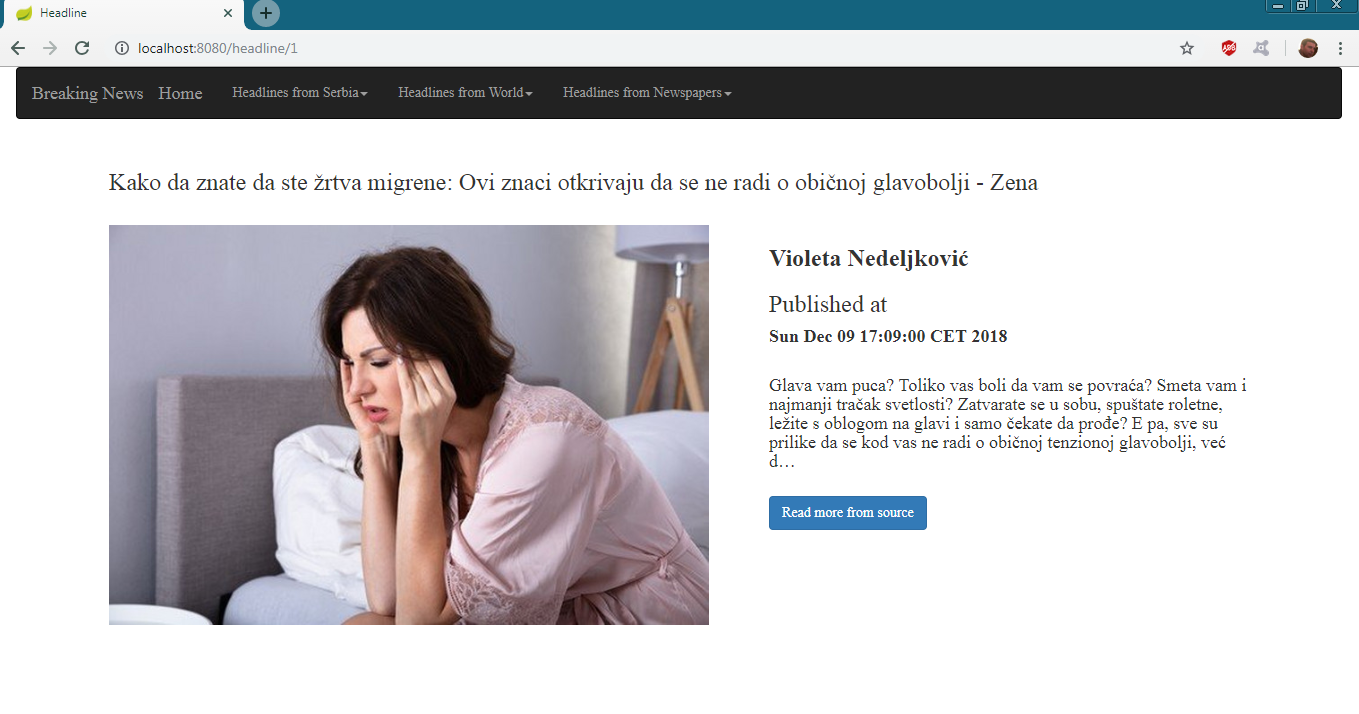 Headline
localhost:8080/headline/1
ABP
Breaking News Home Headlines from Serbia Headlines from World Headlines from Newspapers
Kako da znate da ste žrtva migrene: Ovi znaci otkrivaju da se ne radi o običnoj glavobolji - Zena
Violeta Nedeljković
Published at
Sun Dec 09 17:09:00 CET 2018
Glava vam puca? Toliko vas boli da vam se povraća? Smeta vam i
najmanji tračak svetlosti? Zatvarate se u sobu, spuštate roletne,
ležite s oblogom na glavi i samo čekate da prođe? E pa, sve su
prilike da se kod vas ne radi o običnoj tenzionoj glavobolji, već
d…
Read more from source